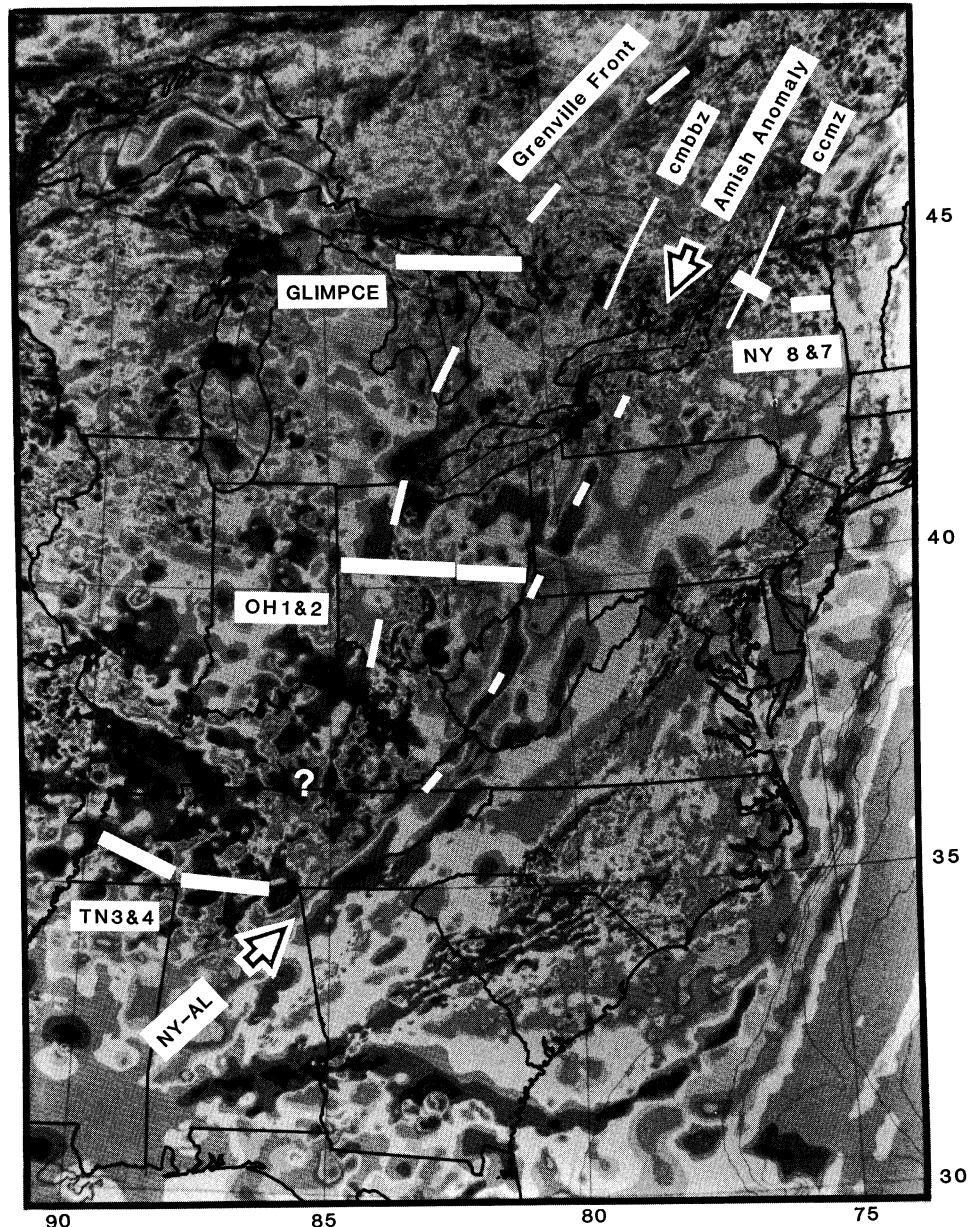 Grenville Front
cmbbz
Amish Anomaly
ccmz
45
GLIMPCE
NY 8 &7
40
OH1&2
?
35
TN3&4
NY-AL
30
90
85
80
75